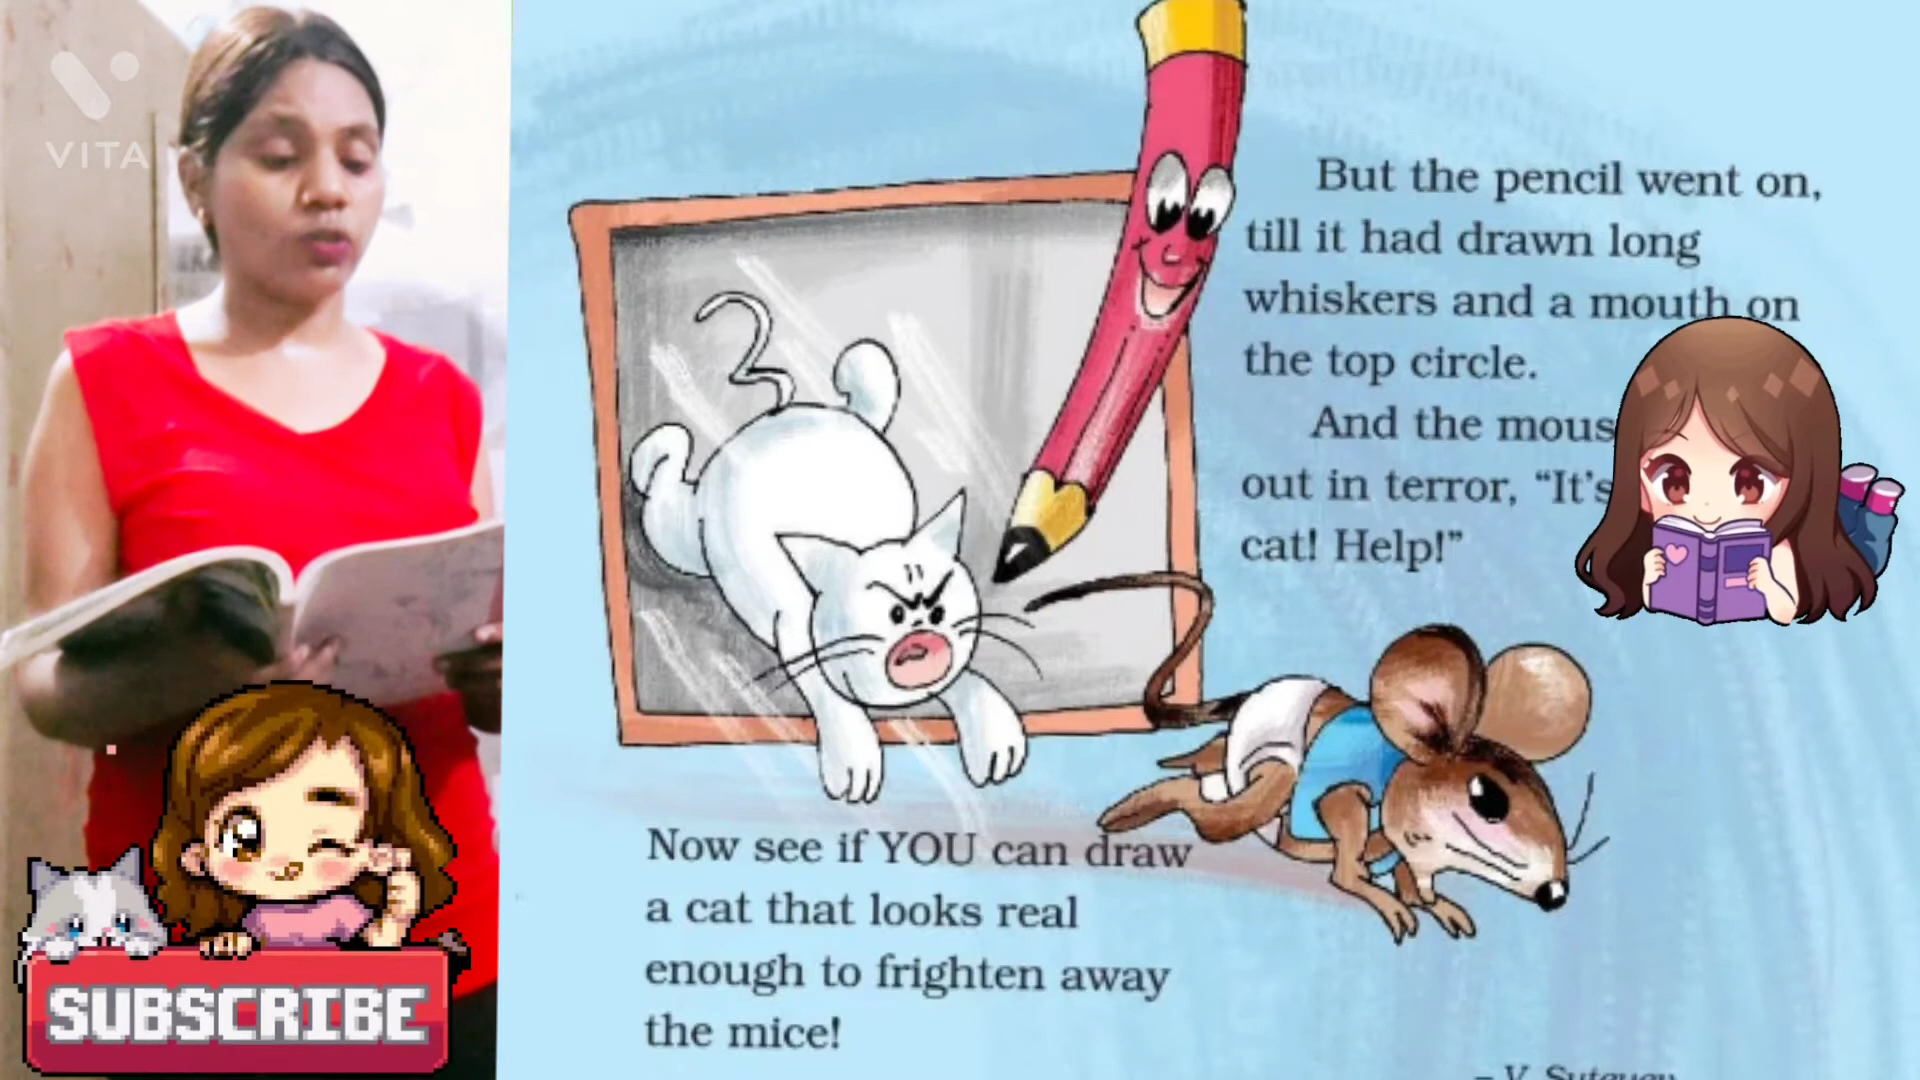 VITA
But the pencil went on,
till it had drawn long
whiskers and a mouth on
the top circle.
And the
out in terror, “It's
cat! Help!”
Now see if YOU can draw
a cat that looks real
enough to frighten away
the mice!
– V.
SUBSCRIBE